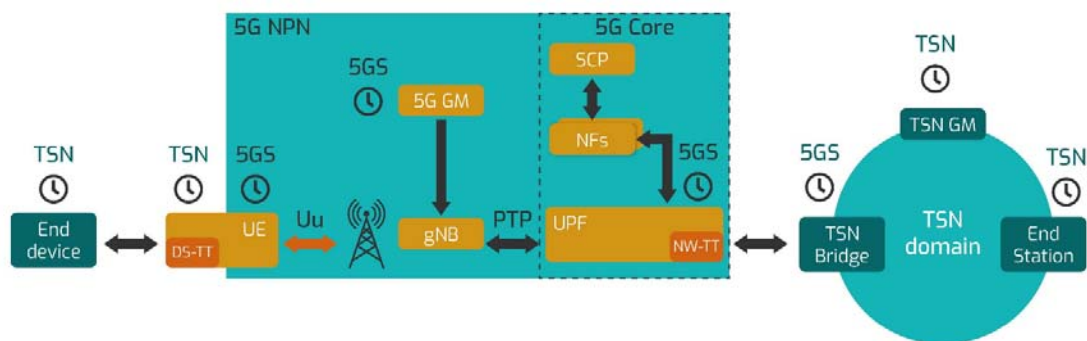 5G NPN
5G Core
TSN
5GS
SCP
5G GM
TSN GM
NFs
TSN
TSN
5GS
5GS
5GS
TSN
End
device
UE
DS-TT
Uu
gNB
PTP
UPF
NW-TT
TSN
Bridge
TSN
domain
End
Station